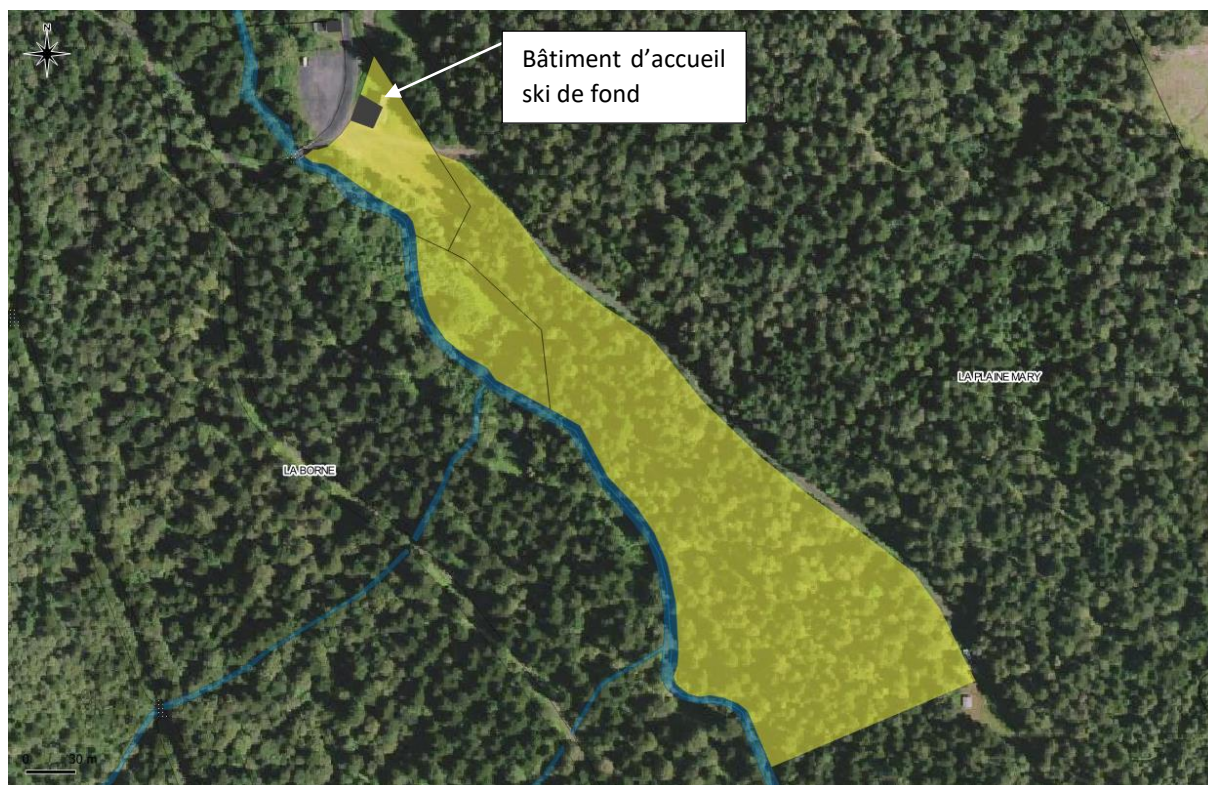 N
Bâtiment d’accueil
ski de fond
LA PLAINE MARY
LA BORNE
0 30 m